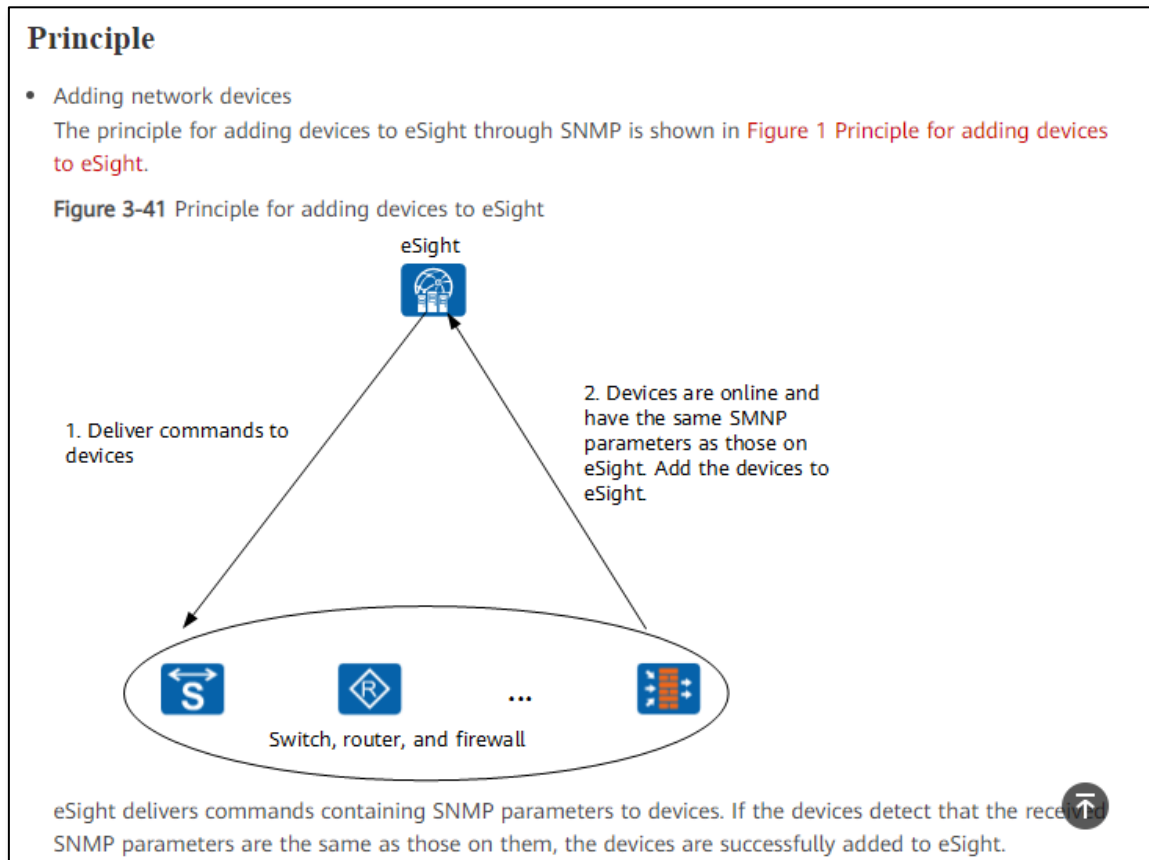 Principle
• Adding network devices
The principle for adding devices to eSight through SNMP is shown in Figure 1 Principle for adding devices
to eSight.
Figure 3-41 Principle for adding devices to eSight
eSight
1. Deliver commands to
devices
2. Devices are online and
have the same SMNP
parameters as those on
eSight. Add the devices to
eSight.
S
R
...
Switch, router, and firewall
eSight delivers commands containing SNMP parameters to devices. If the devices detect that the received
SNMP parameters are the same as those on them, the devices are successfully added to eSight.